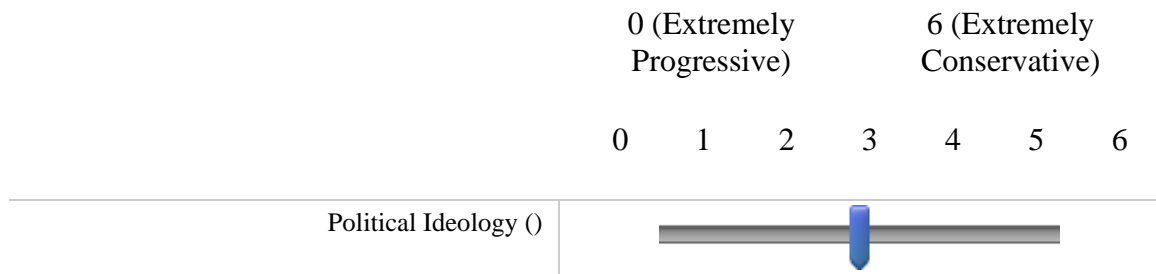 0 (Extremely 6 (Extremely
Progressive) Conservative)
0 1 2 3 4 5 6
Political Ideology ()